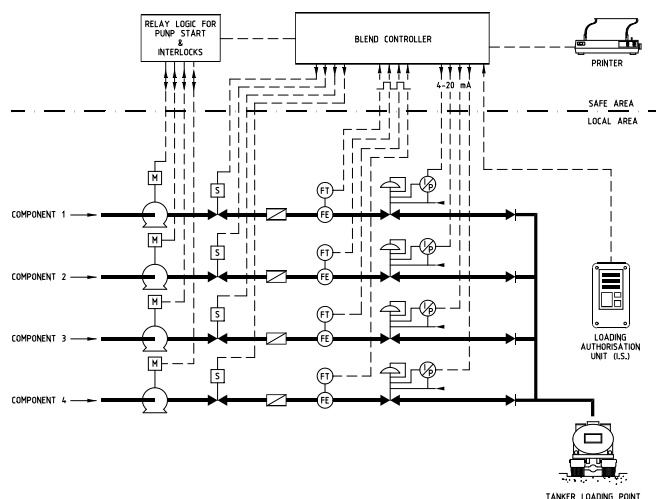 RELAY LOGIC FOR
PUNP START
&
INTERLOCKS
BLEND CONTROLLER
PRINTER
4-20 mA
SAFE AREA
LOCAL AREA
M
S
FT
I/P
COMPONENT 1
FE
M
S
FT
I/P
COMPONENT 2
FE
M
S
FT
I/P
COMPONENT 3
FE
M
S
FT
I/P
COMPONENT 4
FE
LOADING
AUTHORISATION
UNIT (I.S.)
TANKER LOADING POINT